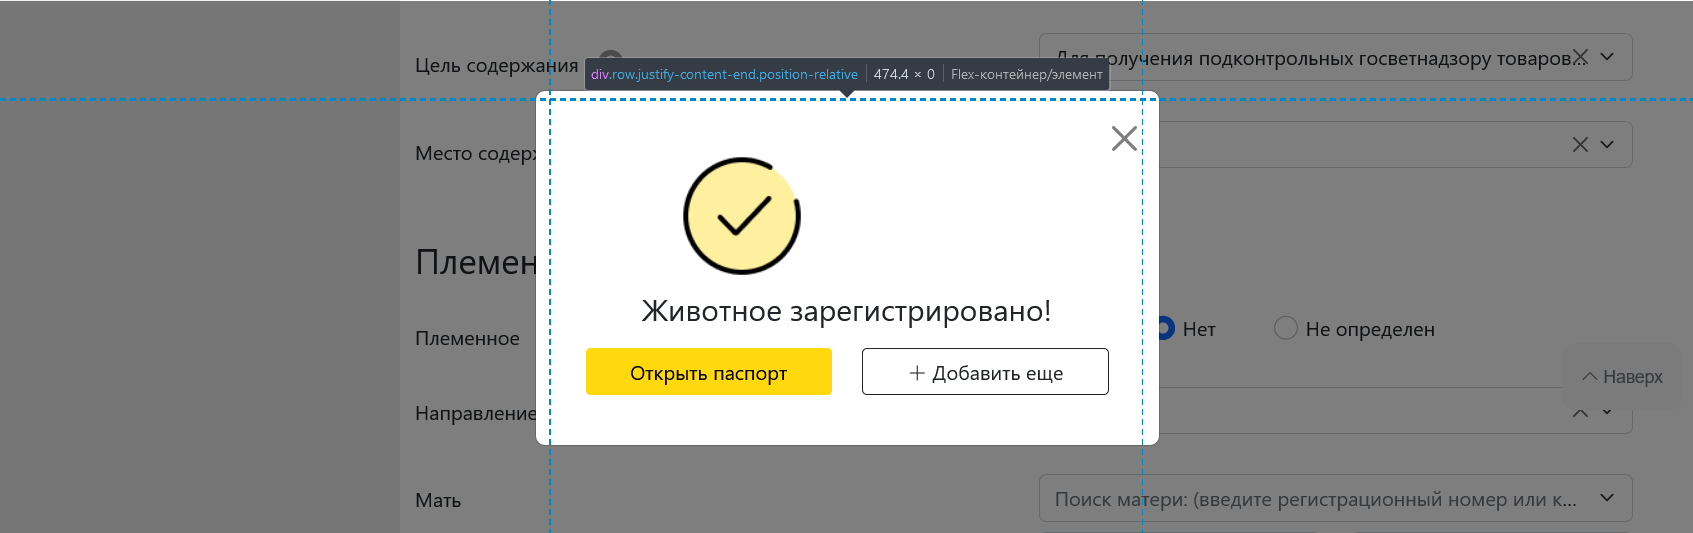 Цель содержания
Для получения подконтрольных госветнадзору товаров...
div.row.justify-content-end.position-relative 474.4 × 0 Flex-контейнер/элемент
Место содер
Животное зарегистрировано!
Открыть паспорт
Добавить еще
Племен
Племенное
Нет
Не определен
Наверх
Направление
Мать
Поиск матери: (введите регистрационный номер или к...